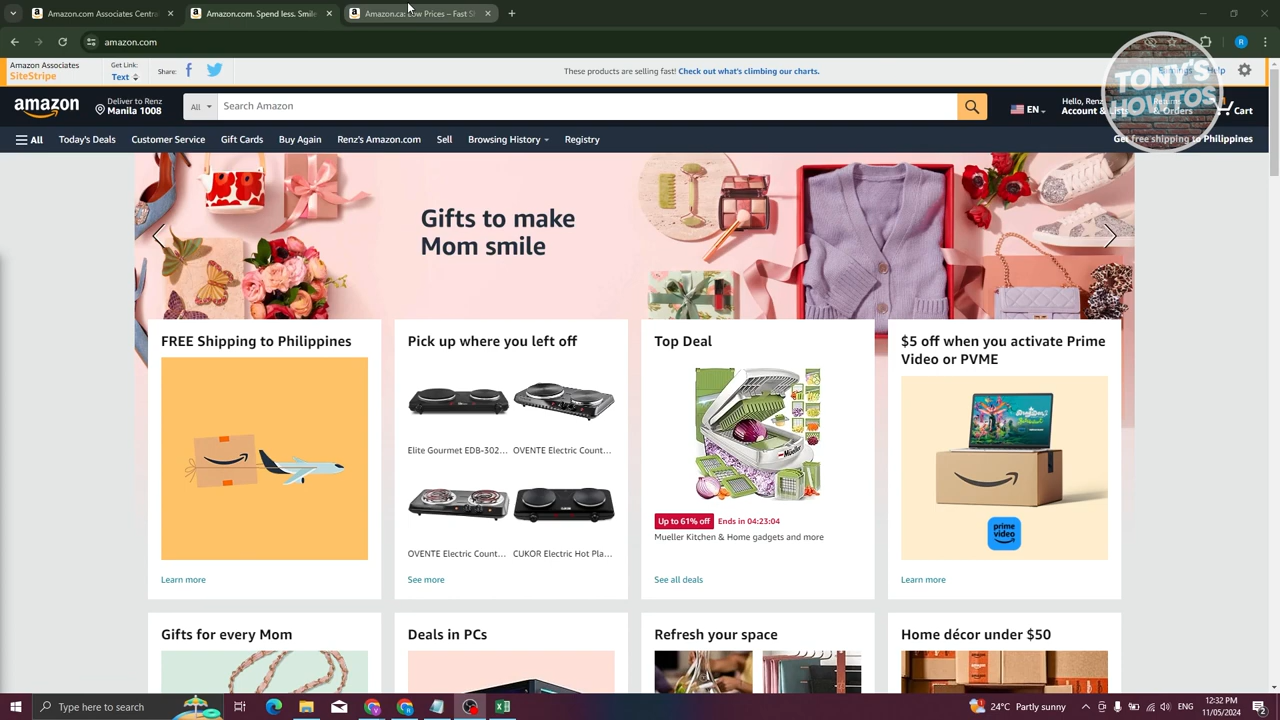 Amazon.com Associates Centra
Amazon.com. Spend less. Smile
Amazon.ca: Low Prices – Fast S
amazon.com
Amazon Associates
SiteStripe
Get Link:
Text
Share:
These products are selling fast! Check out what's climbing our charts.
Earnings
Help
TONY'S
HOWTOS
amazon
Deliver to Renz
Manila 1008
All
Search Amazon
EN
Hello, Renz
Account & Lists
Returns
& Orders
Cart
All
Today's Deals
Customer Service
Gift Cards
Buy Again
Renz's Amazon.com
Sell
Browsing History
Registry
Get free shipping to Philippines
Gifts to make
Mom smile
FREE Shipping to Philippines
Learn more
Pick up where you left off
Elite Gourmet EDB-302...
OVENTE Electric Count...
OVENTE Electric Count...
CUKOR Electric Hot Pla...
See more
Top Deal
Mueller
Up to 61% off
Ends in 04:23:04
Mueller Kitchen & Home gadgets and more
See all deals
$5 off when you activate Prime
Video or PVME
prime
video
Learn more
Gifts for every Mom
Deals in PCs
Refresh your space
Home décor under $50
Type here to search
24°C Partly sunny
ENG
12:32 PM
11/05/2024
2